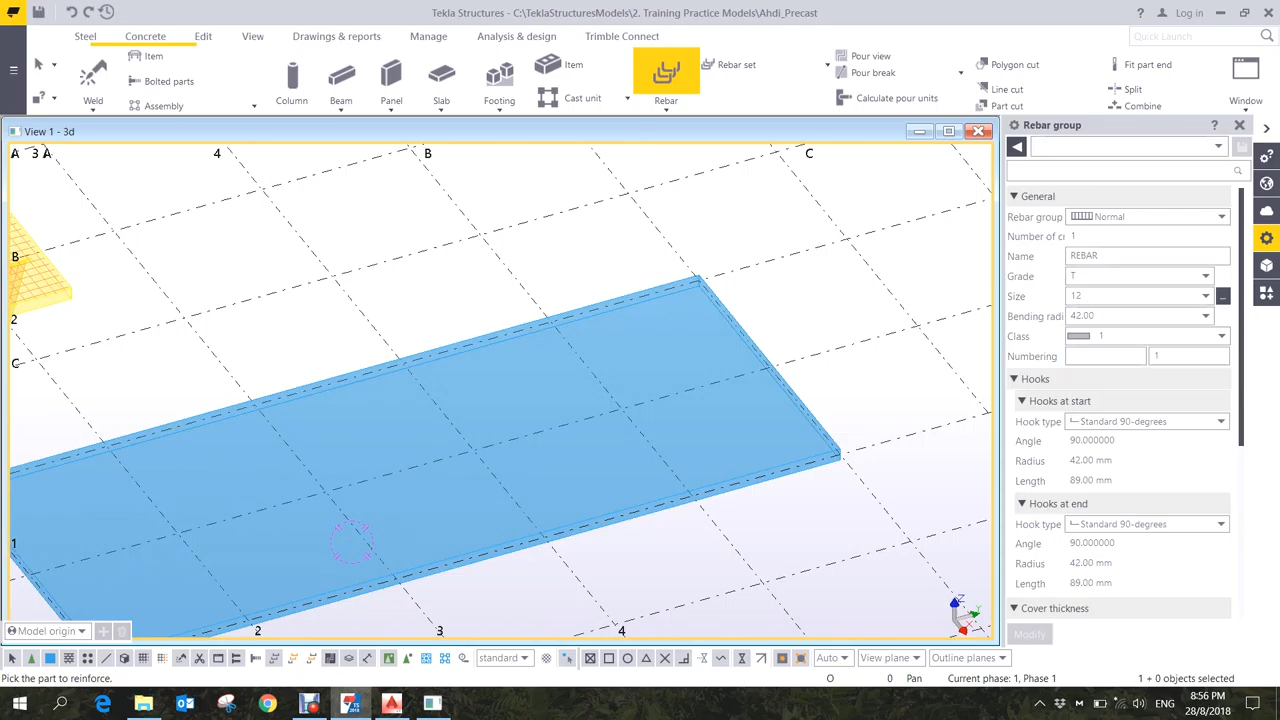 Tekla Structures - C:\TeklaStructuresModels\2. Training Practice Models\Ahdi_Precast
Log in
Steel Concrete Edit View Drawings & reports Manage Analysis & design Trimble Connect
Quick Launch
Item
Bolted parts
Assembly
Weld
Column
Beam
Panel
Slab
Footing
Item
Cast unit
Rebar
Rebar set
Pour view
Pour break
Calculate pour units
Polygon cut
Line cut
Part cut
Fit part end
Split
Combine
Window
View 1 - 3d
A 3 A 4 B C
B
2
C
1
2 3 4
Z
Y
X
Model origin
Rebar group
General
Rebar group Normal
Number of cr 1
Name REBAR
Grade T
Size 12
Bending radi 42.00
Class 1
Numbering 1
Hooks
Hooks at start
Hook type Standard 90-degrees
Angle 90.000000
Radius 42.00 mm
Length 89.00 mm
Hooks at end
Hook type Standard 90-degrees
Angle 90.000000
Radius 42.00 mm
Length 89.00 mm
Cover thickness
Modify
standard Auto View plane Outline planes
Pick the part to reinforce. O 0 Pan Current phase: 1, Phase 1 1 + 0 objects selected
ENG 8:56 PM
28/8/2018